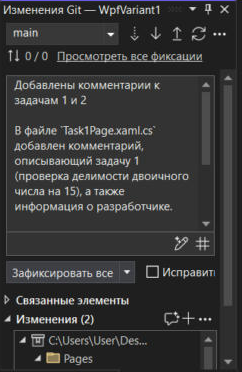 Изменения Git — WpfVariant1
main
0 / 0 Просмотреть все фиксации
Добавлены комментарии к
задачам 1 и 2
В файле `Task1Page.xaml.cs`
добавлен комментарий,
описывающий задачу 1
(проверка делимости двоичного
числа на 15), а также
информация о разработчике.
Зафиксировать все
Исправит
Связанные элементы
Изменения (2)
C:\Users\User\Des...
Pages